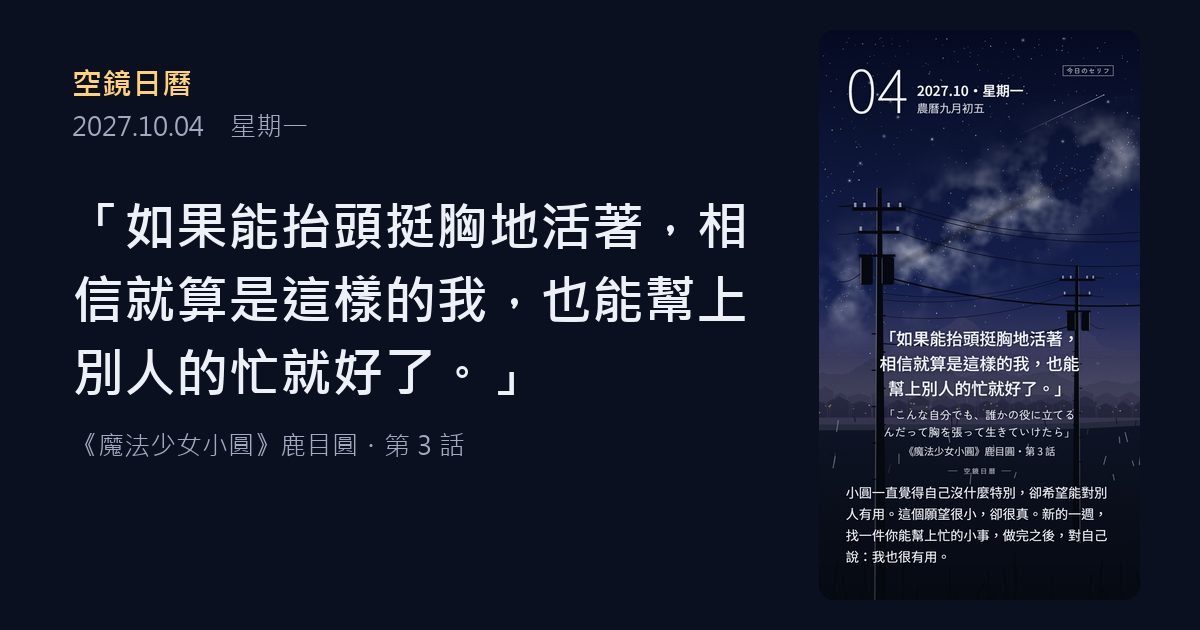 空鏡日曆
2027.10.04 星期一
「如果能抬頭挺胸地活著，相
信就算是這樣的我，也能幫上
別人的忙就好了。」
《魔法少女小圓》鹿目圓・第 3 話
04
2027.10・星期一
農曆九月初五
今日のセリフ
「如果能抬頭挺胸地活著，
相信就算是這樣的我，也能
幫上別人的忙就好了。」
「こんな自分でも、誰かの役に立てる
んだって胸を張って生きていけたら」
《魔法少女小圓》鹿目圓・第 3 話
— 空鏡日曆 —
小圓一直覺得自己沒什麼特別，卻希望能對別
人有用。這個願望很小，卻很真。新的一週，
找一件你能幫上忙的小事，做完之後，對自己
說：我也很有用。